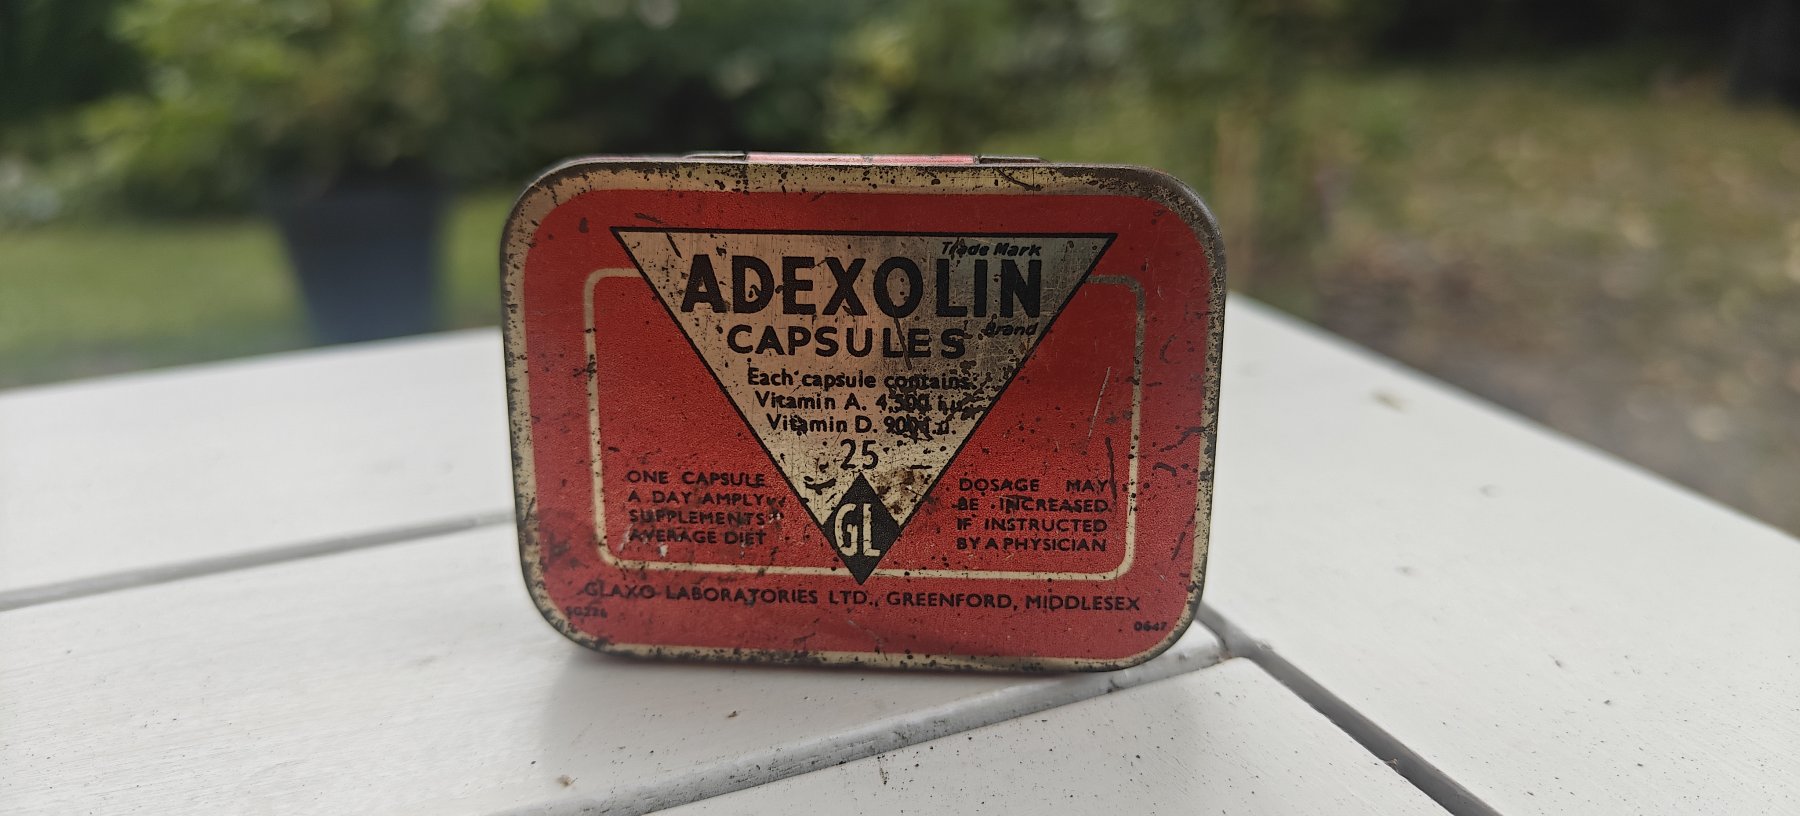 Trade Mark
ADEXOLIN
Brand
CAPSULES
Each capsule contains
Vitamin A. 4,500 i.u.
Vitamin D. 900 i.u.
25
ONE CAPSULE
A DAY AMPLY
SUPPLEMENTS
AVERAGE DIET
GL
DOSAGE MAY
BE INCREASED
IF INSTRUCTED
BY A PHYSICIAN
GLAXO LABORATORIES LTD., GREENFORD, MIDDLESEX
0647